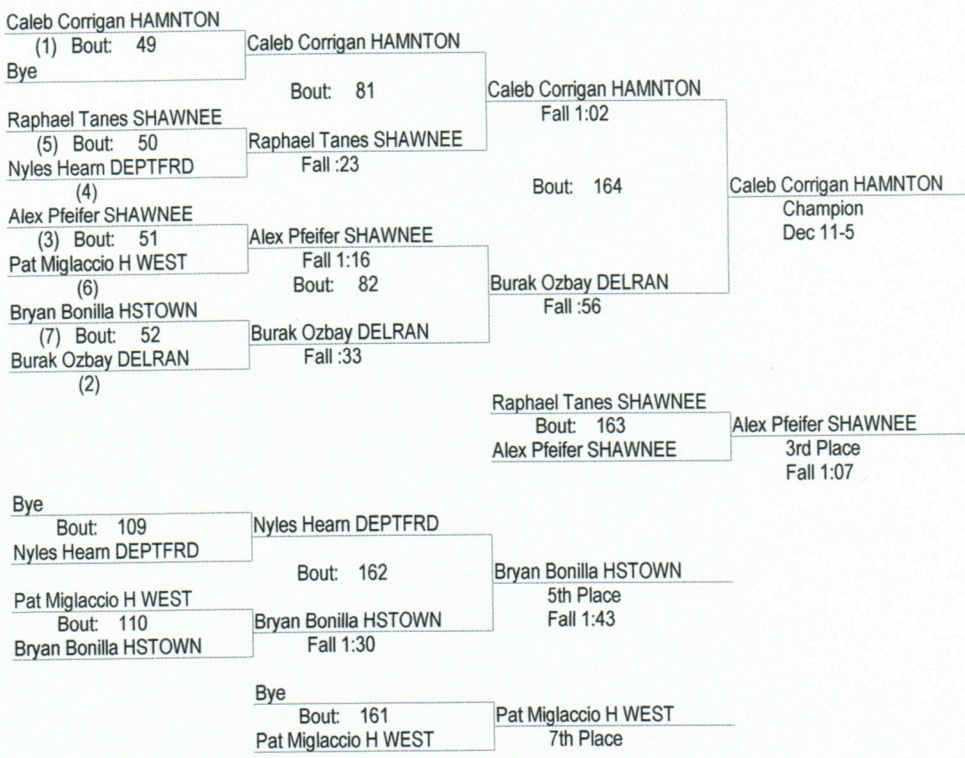 Caleb Corrigan HAMNTON
(1) Bout: 49
Bye
Caleb Corrigan HAMNTON
Bout: 81
Raphael Tanes SHAWNEE
(5) Bout: 50
Nyles Hearn DEPTFRD
(4)
Raphael Tanes SHAWNEE
Fall :23
Caleb Corrigan HAMNTON
Fall 1:02
Bout: 164
Alex Pfeifer SHAWNEE
(3) Bout: 51
Pat Miglaccio H WEST
(6)
Alex Pfeifer SHAWNEE
Fall 1:16
Bout: 82
Bryan Bonilla HSTOWN
(7) Bout: 52
Burak Ozbay DELRAN
(2)
Burak Ozbay DELRAN
Fall :33
Burak Ozbay DELRAN
Fall :56
Caleb Corrigan HAMNTON
Champion
Dec 11-5
Raphael Tanes SHAWNEE
Bout: 163
Alex Pfeifer SHAWNEE
Alex Pfeifer SHAWNEE
3rd Place
Fall 1:07
Bye
Bout: 109
Nyles Hearn DEPTFRD
Nyles Hearn DEPTFRD
Bout: 162
Pat Miglaccio H WEST
Bout: 110
Bryan Bonilla HSTOWN
Bryan Bonilla HSTOWN
Fall 1:30
Bryan Bonilla HSTOWN
5th Place
Fall 1:43
Bye
Bout: 161
Pat Miglaccio H WEST
Pat Miglaccio H WEST
7th Place